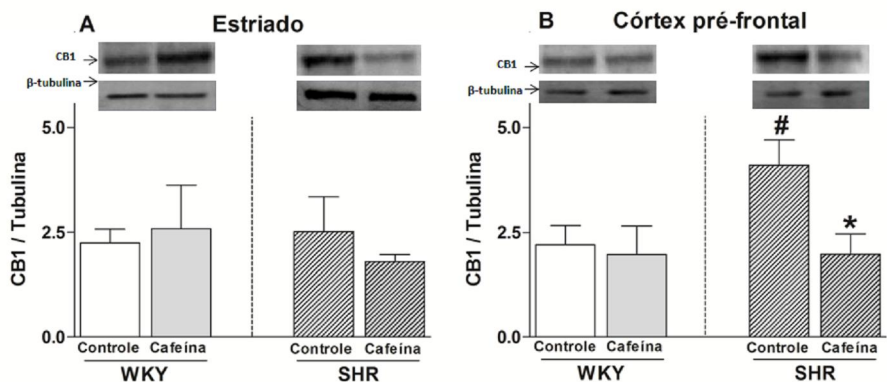 A Estriado
CB1
β-tubulina
CB1 / Tubulina
5.0
2.5
0.0
Controle Cafeína Controle Cafeína
WKY SHR
B Córtex pré-frontal
CB1
β-tubulina
CB1 / Tubulina
5.0
2.5
0.0
#
*
Controle Cafeína Controle Cafeína
WKY SHR